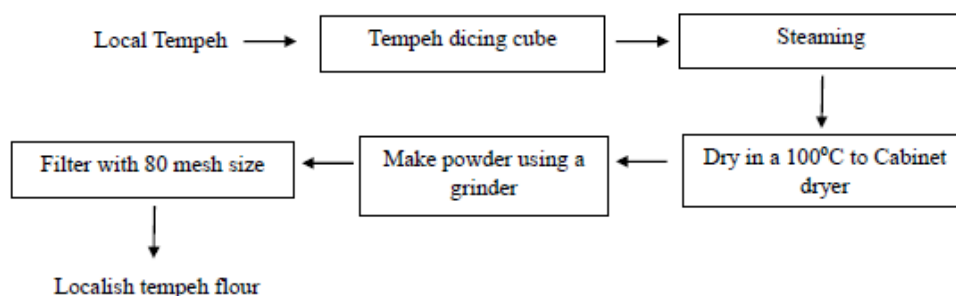 Local Tempeh
Tempeh dicing cube
Steaming
Dry in a 100⁰C to Cabinet
dryer
Make powder using a
grinder
Filter with 80 mesh size
Localish tempeh flour